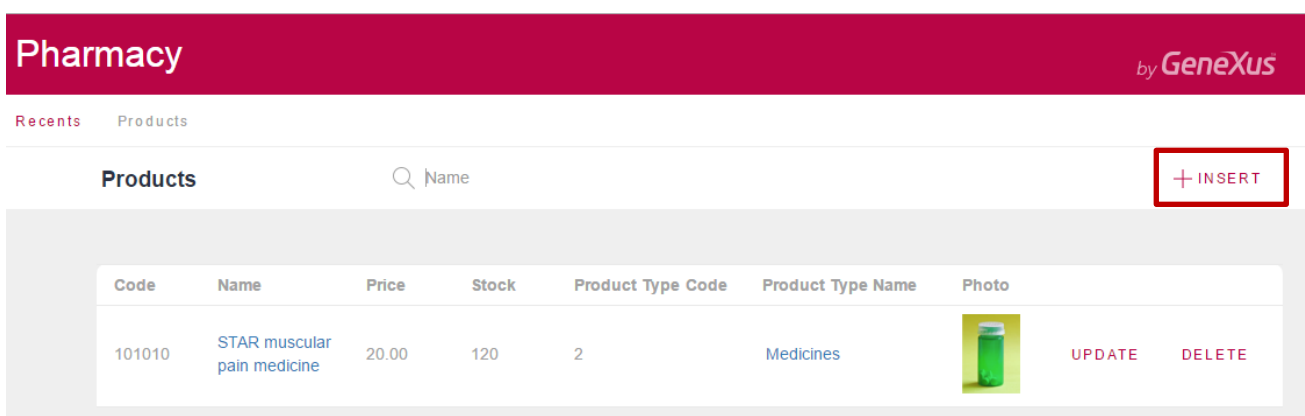 Pharmacy
by GeneXus™
Recents Products
Products Name INSERT
Code Name Price Stock Product Type Code Product Type Name Photo
101010 STAR muscular pain medicine 20.00 120 2 Medicines UPDATE DELETE